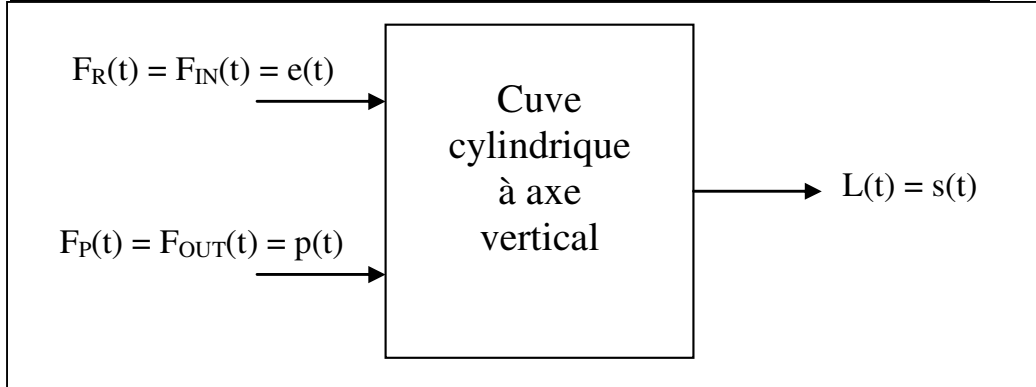 F_R(t) = F_IN(t) = e(t)
Cuve
cylindrique
à axe
vertical
L(t) = s(t)
F_P(t) = F_OUT(t) = p(t)